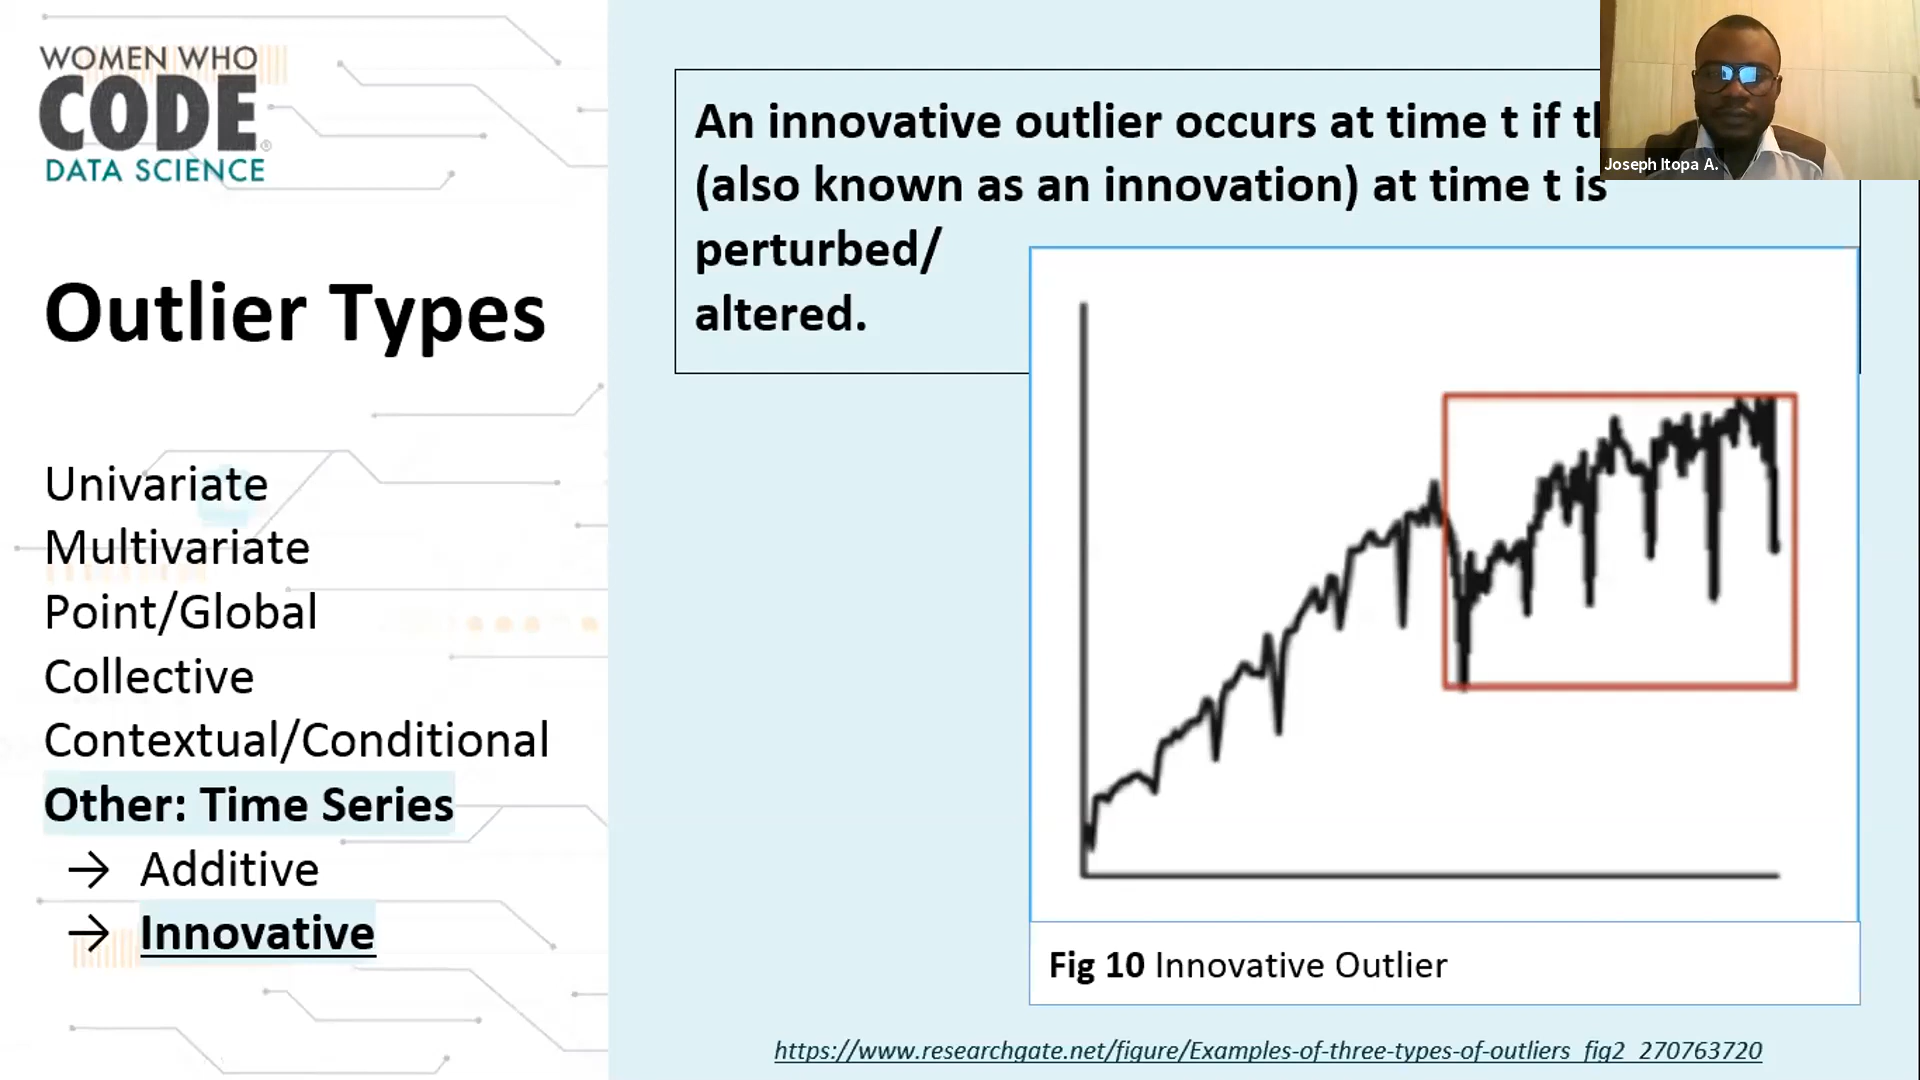 WOMEN WHO
CODE®
DATA SCIENCE
Outlier Types
Univariate
Multivariate
Point/Global
Collective
Contextual/Conditional
Other: Time Series
→ Additive
→ Innovative
An innovative outlier occurs at time t if
(also known as an innovation) at time t is
perturbed/
altered.
Joseph Itopa A.
Fig 10 Innovative Outlier
https://www.researchgate.net/figure/Examples-of-three-types-of-outliers_fig2_270763720